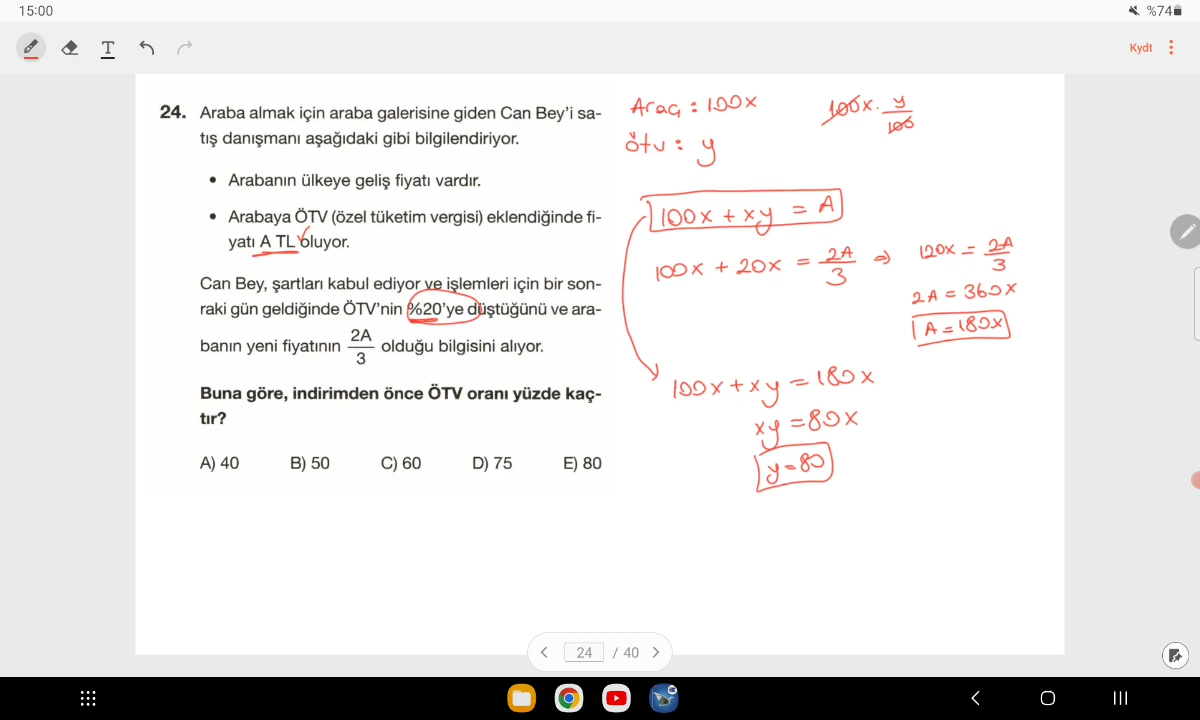 15:00
%74
T
Kydt
24. Araba almak için araba galerisine giden Can Bey'i sa-
tış danışmanı aşağıdaki gibi bilgilendiriyor.
• Arabanın ülkeye geliş fiyatı vardır.
• Arabaya ÖTV (özel tüketim vergisi) eklendiğinde fi-
yatı A TL oluyor.
Can Bey, şartları kabul ediyor ve işlemleri için bir son-
raki gün geldiğinde ÖTV'nin %20'ye düştüğünü ve ara-
banın yeni fiyatının 2A/3 olduğu bilgisini alıyor.
Buna göre, indirimden önce ÖTV oranı yüzde kaç-
tır?
A) 40 B) 50 C) 60 D) 75 E) 80
Araç : 100x
ötv : y
100x . y/100
100x + xy = A
100x + 20x = 2A/3 ⇒ 120x = 2A/3
2A = 360x
A = 180x
100x + xy = 180x
xy = 80x
y = 80
24 / 40